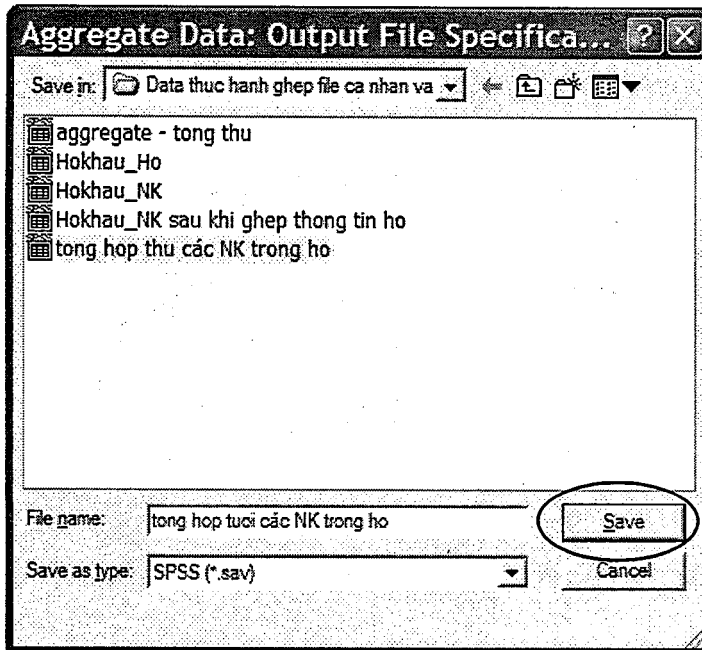 Aggregate Data: Output File Specifica...
Save in: Data thuc hanh ghep file ca nhan va
aggregate - tong thu
Hokhau_Ho
Hokhau_NK
Hokhau_NK sau khi ghep thong tin ho
tong hop thu các NK trong ho
File name: tong hop tuoi các NK trong ho Save
Save as type: SPSS (*.sav) Cancel